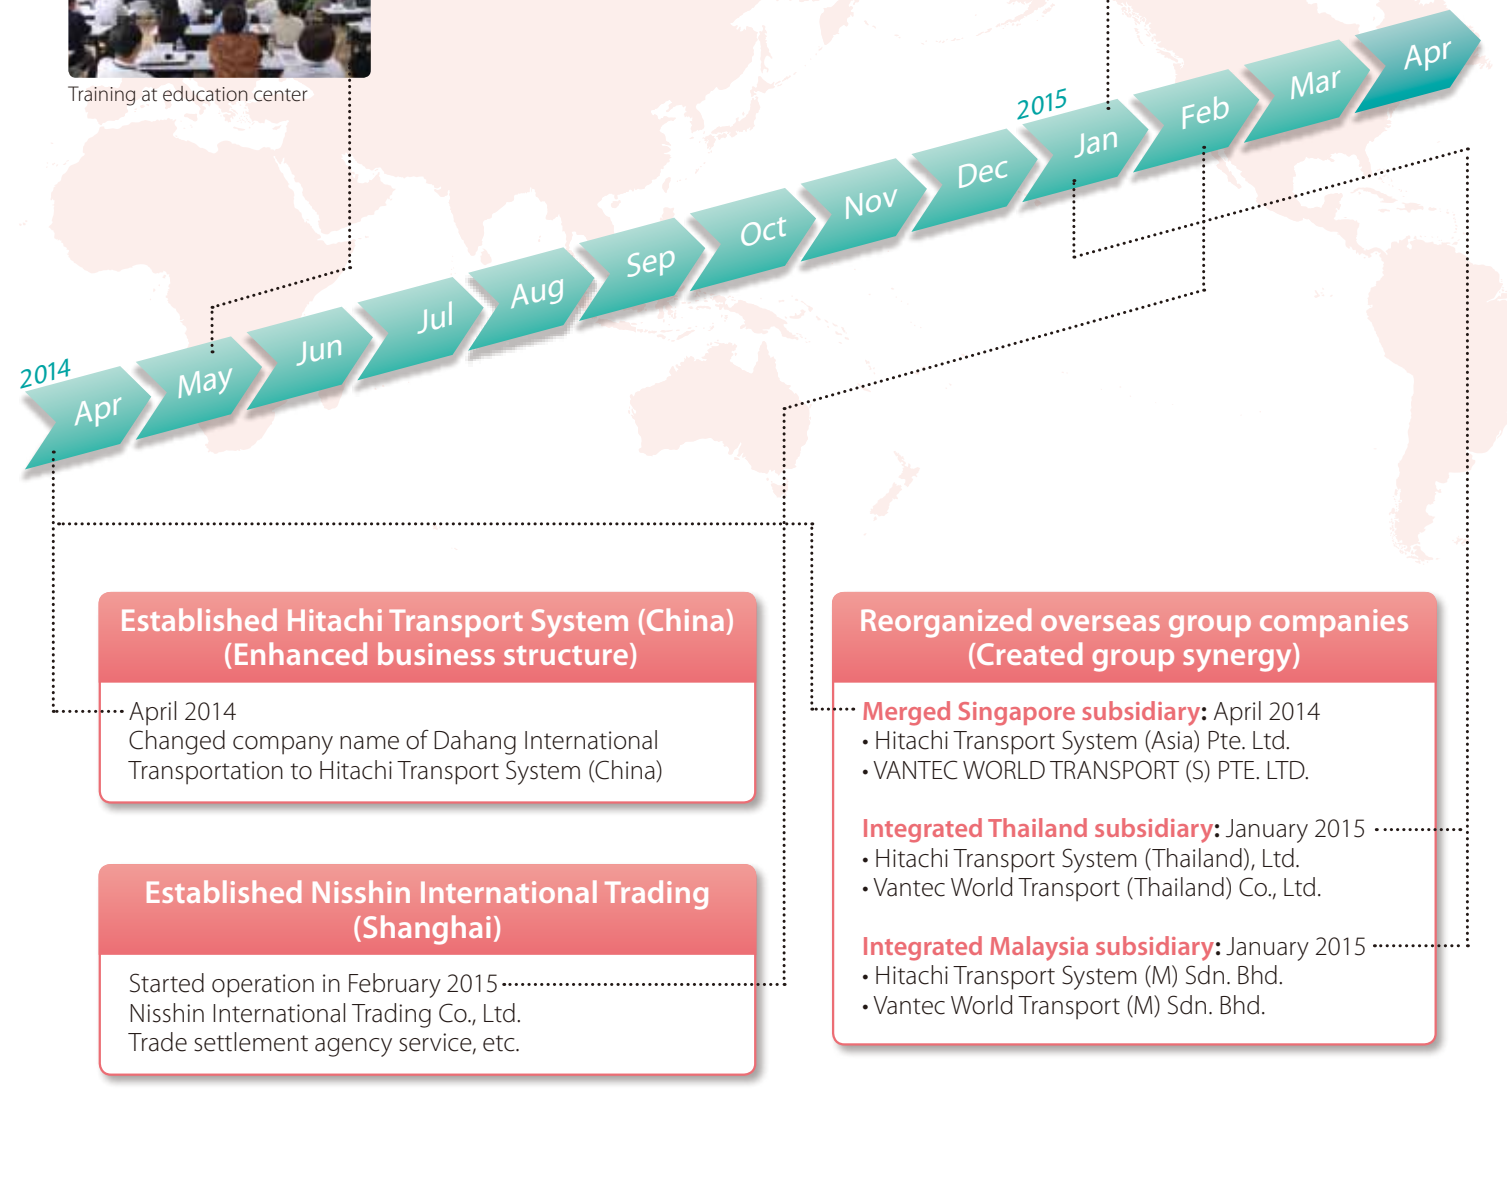 Training at education center
2014
Apr
May
Jun
Jul
Aug
Sep
Oct
Nov
Dec
2015
Jan
Feb
Mar
Apr
Established Hitachi Transport System (China)
(Enhanced business structure)
April 2014
Changed company name of Dahang International
Transportation to Hitachi Transport System (China)
Established Nisshin International Trading
(Shanghai)
Started operation in February 2015
Nisshin International Trading Co., Ltd.
Trade settlement agency service, etc.
Reorganized overseas group companies
(Created group synergy)
Merged Singapore subsidiary: April 2014
• Hitachi Transport System (Asia) Pte. Ltd.
• VANTEC WORLD TRANSPORT (S) PTE. LTD.
Integrated Thailand subsidiary: January 2015
• Hitachi Transport System (Thailand), Ltd.
• Vantec World Transport (Thailand) Co., Ltd.
Integrated Malaysia subsidiary: January 2015
• Hitachi Transport System (M) Sdn. Bhd.
• Vantec World Transport (M) Sdn. Bhd.